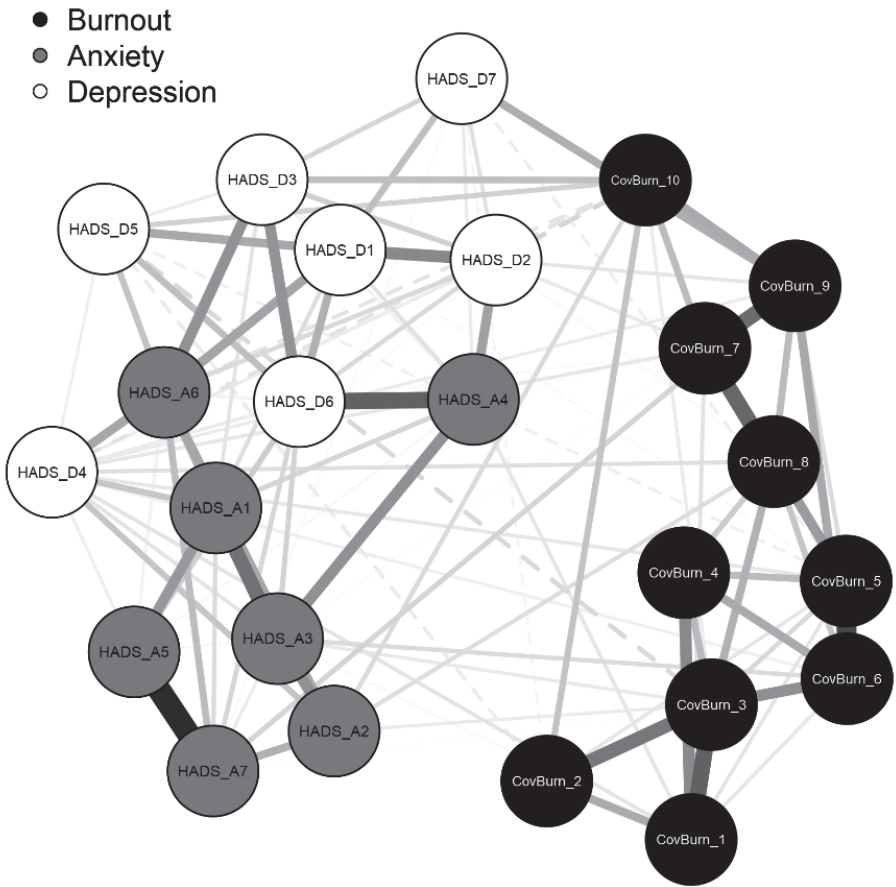 Burnout
Anxiety
Depression
HADS_D7
HADS_D3
CovBurn_10
HADS_D5
HADS_D1
HADS_D2
CovBurn_9
CovBurn_7
HADS_A6
HADS_D6
HADS_A4
CovBurn_8
HADS_D4
HADS_A1
CovBurn_4
CovBurn_5
HADS_A3
HADS_A5
CovBurn_6
CovBurn_3
HADS_A2
HADS_A7
CovBurn_2
CovBurn_1